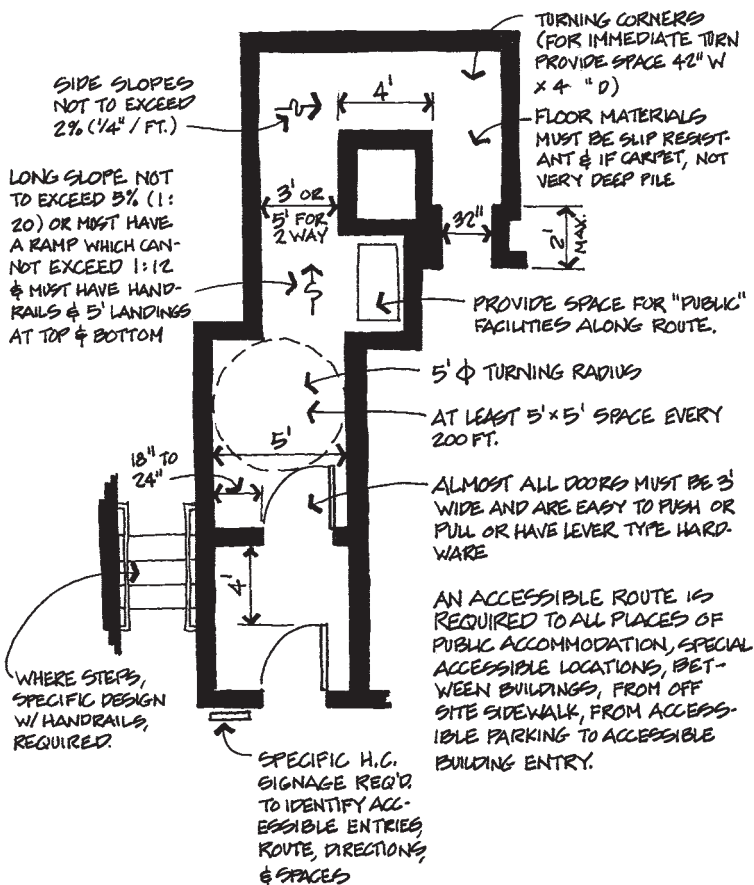 TURNING CORNERS
(FOR IMMEDIATE TURN
PROVIDE SPACE 42" W
X 4 " D)
SIDE SLOPES
NOT TO EXCEED
2% (1/4" / FT.)
4'
FLOOR MATERIALS
MUST BE SLIP RESIST-
ANT & IF CARPET, NOT
VERY DEEP PILE
LONG SLOPE NOT
TO EXCEED 5% (1:
20) OR MUST HAVE
A RAMP WHICH CAN-
NOT EXCEED 1:12
& MUST HAVE HAND-
RAILS & 5' LANDINGS
AT TOP & BOTTOM
3' OR
5' FOR
2 WAY
32"
2'
MAX.
PROVIDE SPACE FOR "PUBLIC"
FACILITIES ALONG ROUTE.
5' ϕ TURNING RADIUS
AT LEAST 5'X5' SPACE EVERY
200 FT.
5'
18" TO
24"
ALMOST ALL DOORS MUST BE 3'
WIDE AND ARE EASY TO PUSH OR
PULL OR HAVE LEVER TYPE HARD-
WARE
4'
AN ACCESSIBLE ROUTE IS
REQUIRED TO ALL PLACES OF
PUBLIC ACCOMMODATION, SPECIAL
ACCESSIBLE LOCATIONS, BET-
WEEN BUILDINGS, FROM OFF
SITE SIDEWALK, FROM ACCESS-
IBLE PARKING TO ACCESSIBLE
BUILDING ENTRY.
WHERE STEPS,
SPECIFIC DESIGN
W/ HANDRAILS,
REQUIRED.
SPECIFIC H.C.
SIGNAGE REQ'D.
TO IDENTIFY ACC-
ESSIBLE ENTRIES,
ROUTE, DIRECTIONS,
& SPACES